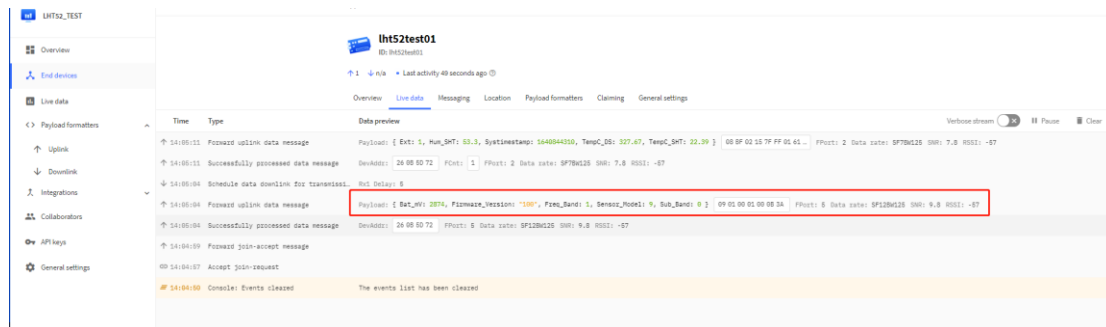 LHT52_TEST
Overview
End devices
Live data
Payload formatters
Uplink
Downlink
Integrations
Collaborators
API keys
General settings
lht52test01
ID: lht52test01
↑ 1 ↓ n/a • Last activity 49 seconds ago
Overview Live data Messaging Location Payload formatters Claiming General settings
Time Type Data preview Verbose stream Pause Clear
↑ 14:05:11 Forward uplink data message Payload: { Ext: 1, Hum_SHT: 53.3, Systimestamp: 1640844310, TempC_DS: 327.67, TempC_SHT: 22.39 } 08 BF 02 15 7F FF 01 61... FPort: 2 Data rate: SF7BW125 SNR: 7.8 RSSI: -57
↑ 14:05:11 Successfully processed data message DevAddr: 26 0B 5D 72 FCnt: 1 FPort: 2 Data rate: SF7BW125 SNR: 7.8 RSSI: -57
↓ 14:05:04 Schedule data downlink for transmissi... Rx1 Delay: 5
↑ 14:05:04 Forward uplink data message Payload: { Bat_mV: 2874, Firmware_Version: "100", Freq_Band: 1, Sensor_Model: 9, Sub_Band: 0 } 09 01 00 01 00 0B 3A FPort: 5 Data rate: SF12BW125 SNR: 9.8 RSSI: -57
↑ 14:05:04 Successfully processed data message DevAddr: 26 0B 5D 72 FPort: 5 Data rate: SF12BW125 SNR: 9.8 RSSI: -57
↑ 14:04:59 Forward join-accept message
14:04:57 Accept join-request
14:04:50 Console: Events cleared The events list has been cleared